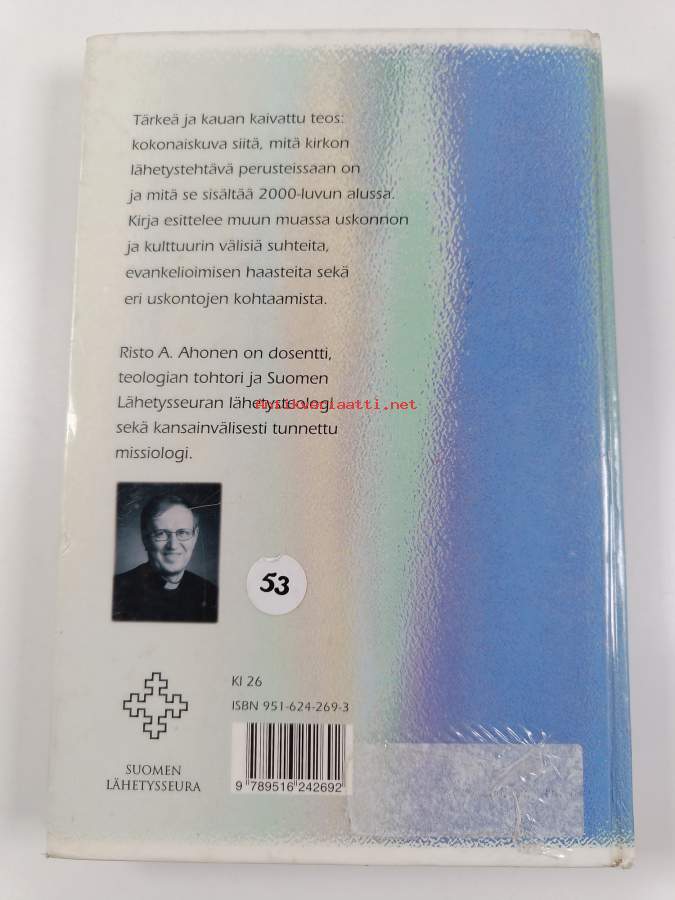 Tärkeä ja kauan kaivattu teos:
kokonaiskuva siitä, mitä kirkon
lähetystehtävä perusteissaan on
ja mitä se sisältää 2000-luvun alussa.
Kirja esittelee muun muassa uskonnon
ja kulttuurin välisiä suhteita,
evankelioimisen haasteita sekä
eri uskontojen kohtaamista.
Risto A. Ahonen on dosentti,
teologian tohtori ja Suomen
Lähetysseuran lähetysteologi
antikvariaatti.net
sekä kansainvälisesti tunnettu
missiologi.
53
Kl 26
ISBN 951-624-269-3
9 789516 242692
SUOMEN
LÄHETYSSEURA